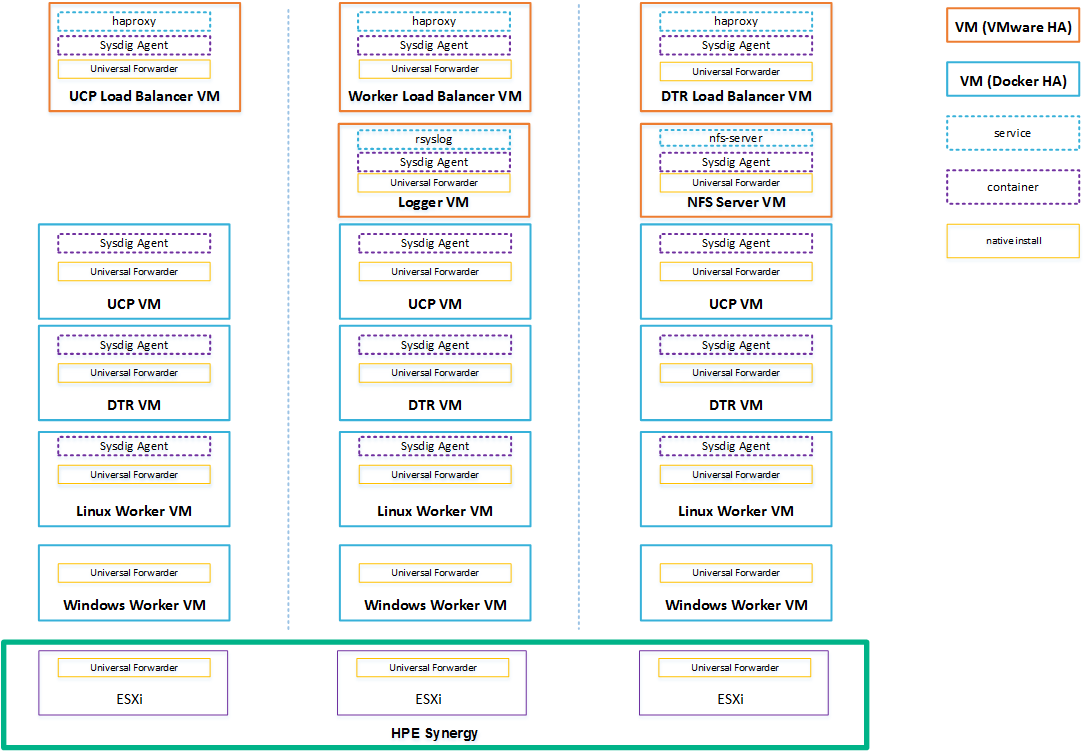 haproxy
Sysdig Agent
Universal Forwarder
UCP Load Balancer VM
haproxy
Sysdig Agent
Universal Forwarder
Worker Load Balancer VM
haproxy
Sysdig Agent
Universal Forwarder
DTR Load Balancer VM
VM (VMware HA)
VM (Docker HA)
service
container
native install
rsyslog
Sysdig Agent
Universal Forwarder
Logger VM
nfs-server
Sysdig Agent
Universal Forwarder
NFS Server VM
Sysdig Agent
Universal Forwarder
UCP VM
Sysdig Agent
Universal Forwarder
UCP VM
Sysdig Agent
Universal Forwarder
UCP VM
Sysdig Agent
Universal Forwarder
DTR VM
Sysdig Agent
Universal Forwarder
DTR VM
Sysdig Agent
Universal Forwarder
DTR VM
Sysdig Agent
Universal Forwarder
Linux Worker VM
Sysdig Agent
Universal Forwarder
Linux Worker VM
Sysdig Agent
Universal Forwarder
Linux Worker VM
Universal Forwarder
Windows Worker VM
Universal Forwarder
Windows Worker VM
Universal Forwarder
Windows Worker VM
Universal Forwarder
ESXi
Universal Forwarder
ESXi
Universal Forwarder
ESXi
HPE Synergy